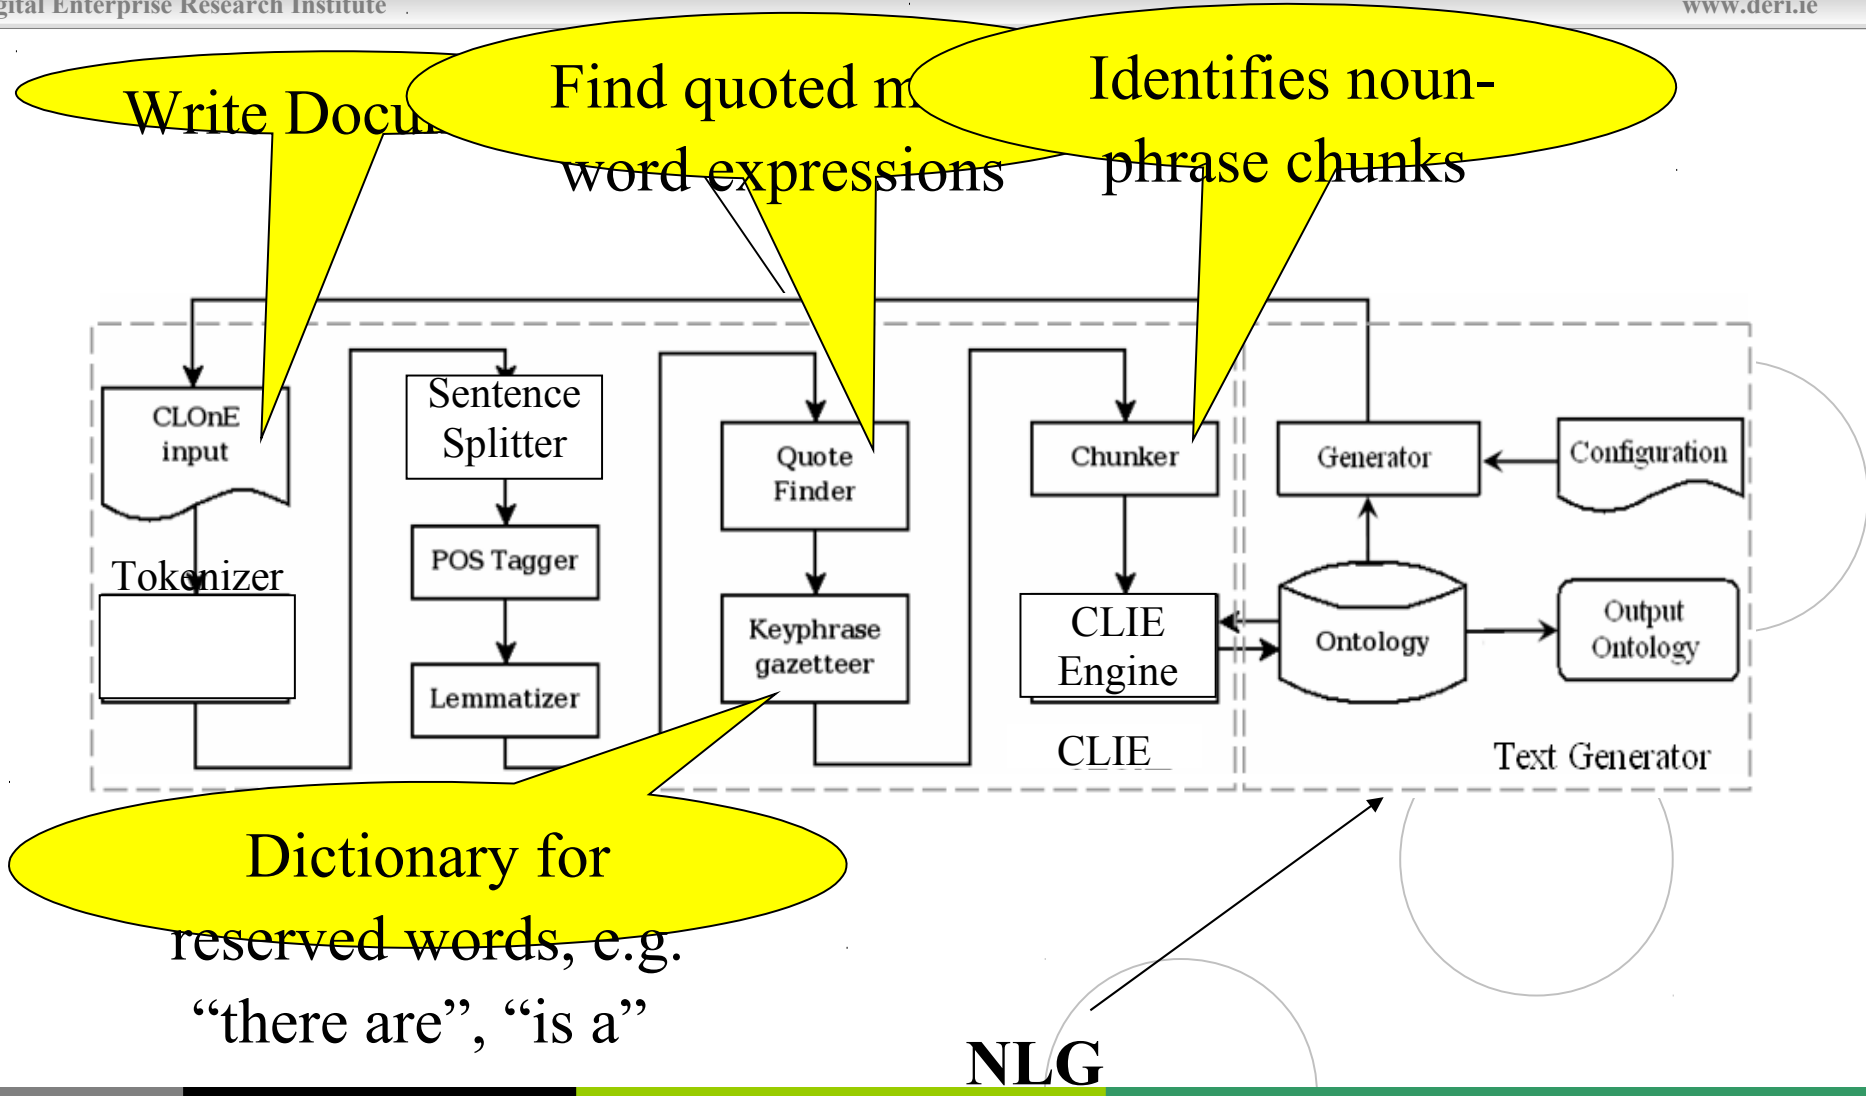 Enterprise Research Institute
www.deri.ie
Write
Find quoted
word expressions
Identifies noun-
phrase chunks
CLOnE
input
Tokenizer
Sentence
Splitter
POS Tagger
Lemmatizer
Quote
Finder
Keyphrase
gazetteer
Chunker
CLIE
Engine
CLIE
Generator
Configuration
Ontology
Output
Ontology
Text Generator
Dictionary for
reserved words, e.g.
“there are”, “is a”
NLG